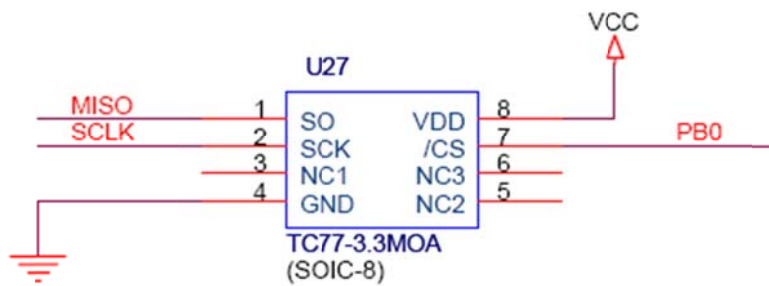 VCC
U27
MISO 1 SO VDD 8
SCLK 2 SCK /CS 7 PB0
3 NC1 NC3 6
4 GND NC2 5
TC77-3.3MOA
(SOIC-8)